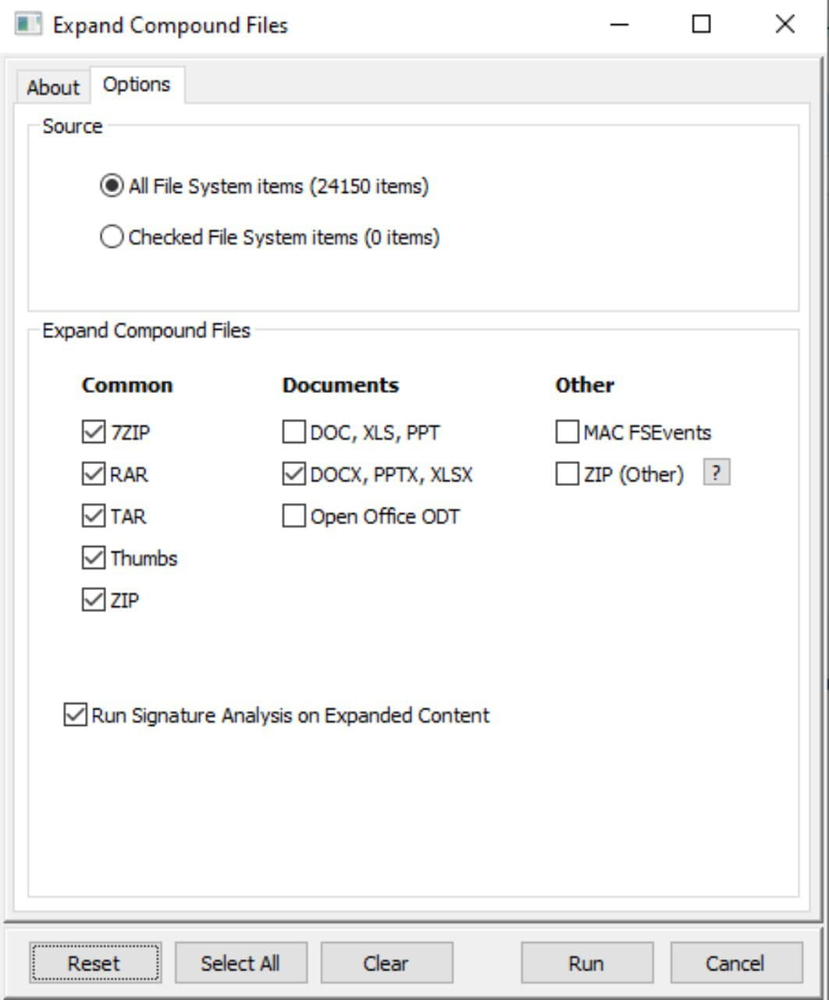 Expand Compound Files
About
Options
Source
All File System items (24150 items)
Checked File System items (0 items)
Expand Compound Files
Common
7ZIP
RAR
TAR
Thumbs
ZIP
Documents
DOC, XLS, PPT
DOCX, PPTX, XLSX
Open Office ODT
Other
MAC FSEvents
ZIP (Other) ?
Run Signature Analysis on Expanded Content
Reset
Select All
Clear
Run
Cancel